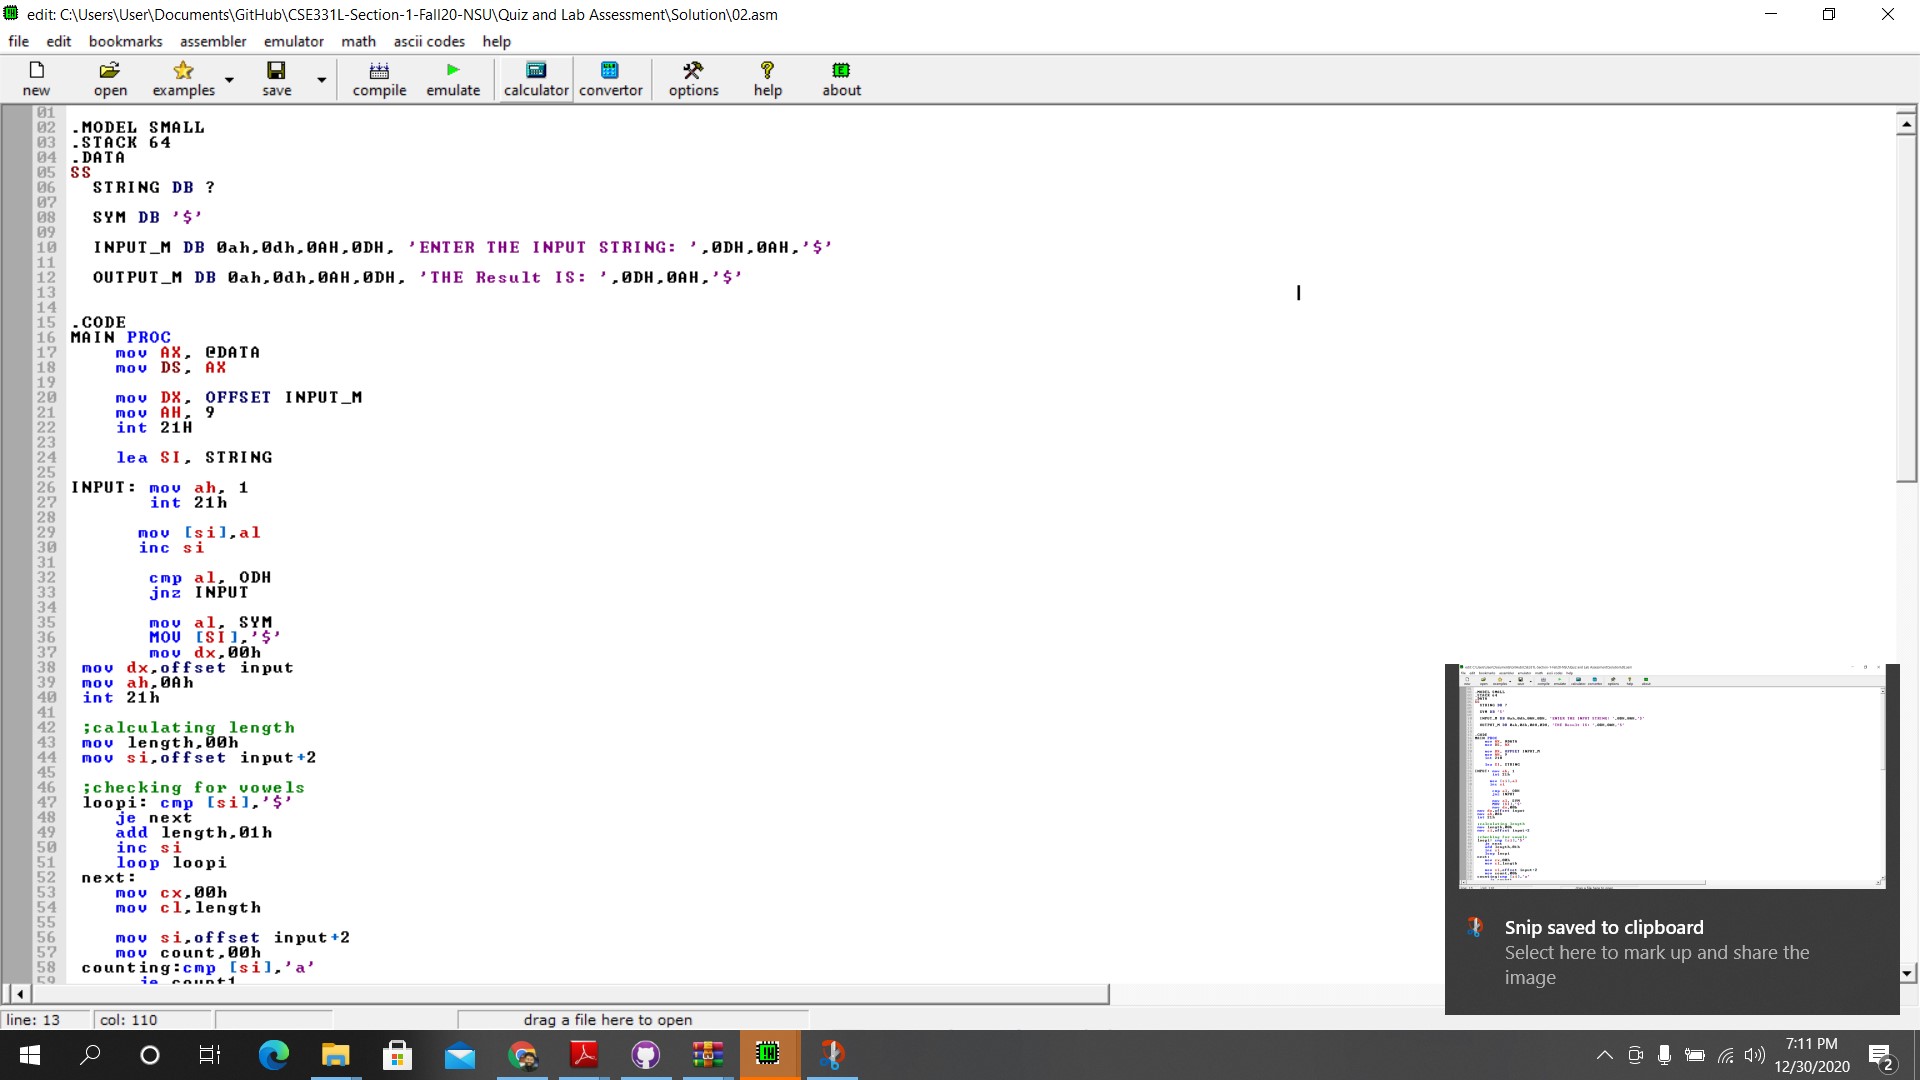 edit: C:\Users\User\Documents\GitHub\CSE331L-Section-1-Fall20-NSU\Quiz and Lab Assessment\Solution\02.asm
file edit bookmarks assembler emulator math ascii codes help
new open examples save compile emulate calculator convertor options help about
01
02 .MODEL SMALL
03 .STACK 64
04 .DATA
05 SS
06 STRING DB ?
07
08 SYM DB '$'
09
10 INPUT_M DB 0ah,0dh,0AH,0DH, 'ENTER THE INPUT STRING: ',0DH,0AH,'$'
11
12 OUTPUT_M DB 0ah,0dh,0AH,0DH, 'THE Result IS: ',0DH,0AH,'$'
13
14
15 .CODE
16 MAIN PROC
17 mov AX, @DATA
18 mov DS, AX
19
20 mov DX, OFFSET INPUT_M
21 mov AH, 9
22 int 21H
23
24 lea SI, STRING
25
26 INPUT: mov ah, 1
27 int 21h
28
29 mov [si],al
30 inc si
31
32 cmp al, ODH
33 jnz INPUT
34
35 mov al, SYM
36 MOV [SI],'$'
37 mov dx,00h
38 mov dx,offset input
39 mov ah,0Ah
40 int 21h
41
42 ;calculating length
43 mov length,00h
44 mov si,offset input+2
45
46 ;checking for vowels
47 loopi: cmp [si],'$'
48 je next
49 add length,01h
50 inc si
51 loop loopi
52 next:
53 mov cx,00h
54 mov cl,length
55
56 mov si,offset input+2
57 mov count,00h
58 counting:cmp [si],'a'
59 je count1
Snip saved to clipboard
Select here to mark up and share the
image
line: 13 col: 110 drag a file here to open
7:11 PM
12/30/2020
2